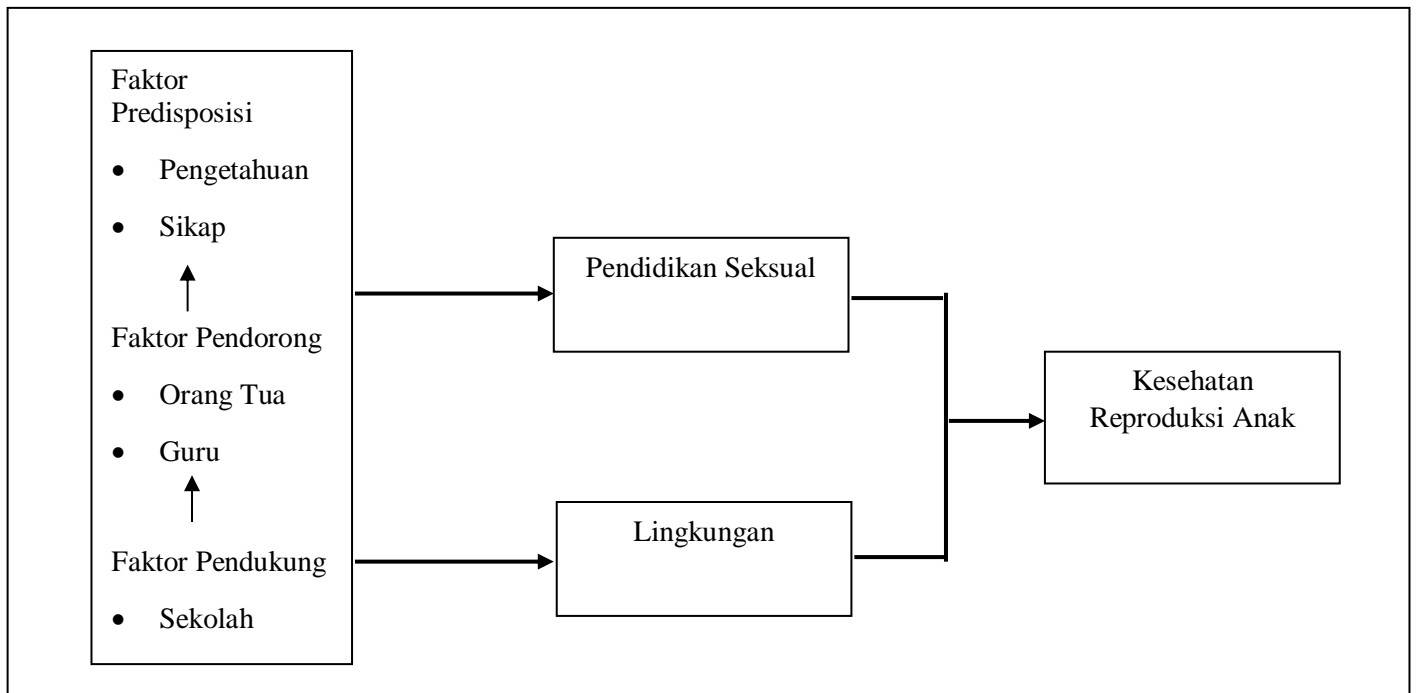 Faktor
Predisposisi
• Pengetahuan
• Sikap
Faktor Pendorong
• Orang Tua
• Guru
Faktor Pendukung
• Sekolah
Pendidikan Seksual
Lingkungan
Kesehatan
Reproduksi Anak